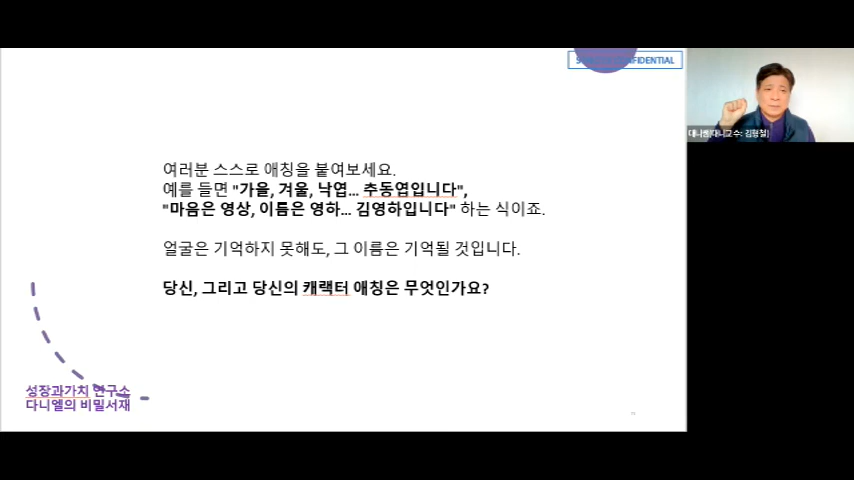 CONFIDENTIAL
여러분 스스로 애칭을 붙여보세요.
예를 들면 "가을, 겨울, 낙엽... 추동엽입니다",
"마음은 영상, 이름은 영하... 김영하입니다" 하는 식이죠.
얼굴은 기억하지 못해도, 그 이름은 기억될 것입니다.
당신, 그리고 당신의 캐랙터 애칭은 무엇인가요?
성장과가치 연구소
다니엘의 비밀서재